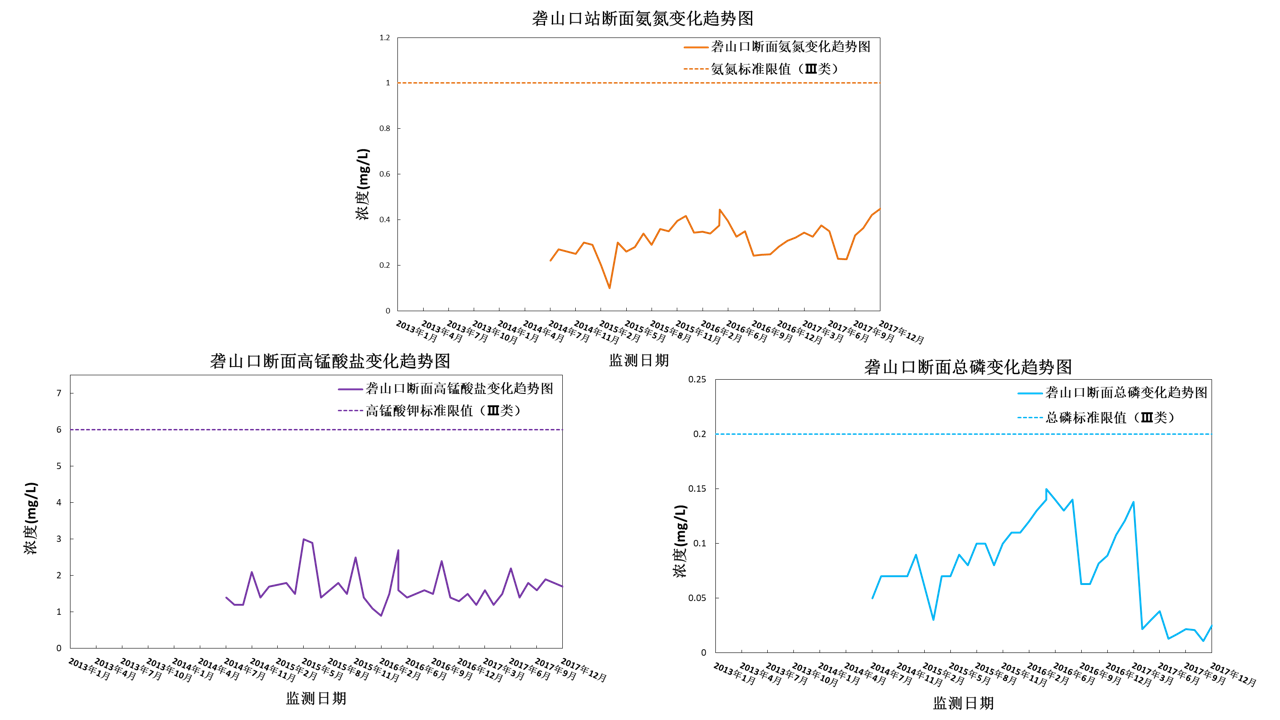 砻山口站断面氨氮变化趋势图
砻山口断面氨氮变化趋势图
氨氮标准限值（Ⅲ类）
浓度(mg/L)
1.2
1
0.8
0.6
0.4
0.2
0
2013年1月
2013年4月
2013年7月
2013年10月
2014年1月
2014年4月
2014年7月
2014年11月
2015年2月
2015年5月
2015年8月
2015年11月
2016年2月
2016年6月
2016年9月
2016年12月
2017年3月
2017年6月
2017年9月
2017年12月
监测日期
砻山口断面高锰酸盐变化趋势图
砻山口断面高锰酸盐变化趋势图
高锰酸钾标准限值（Ⅲ类）
浓度(mg/L)
7
6
5
4
3
2
1
0
2013年1月
2013年4月
2013年7月
2013年10月
2014年1月
2014年4月
2014年7月
2014年11月
2015年2月
2015年5月
2015年8月
2015年11月
2016年2月
2016年6月
2016年9月
2016年12月
2017年3月
2017年6月
2017年9月
2017年12月
监测日期
砻山口断面总磷变化趋势图
砻山口断面总磷变化趋势图
总磷标准限值（Ⅲ类）
浓度(mg/L)
0.25
0.2
0.15
0.1
0.05
0
2013年1月
2013年4月
2013年7月
2013年10月
2014年1月
2014年4月
2014年7月
2014年11月
2015年2月
2015年5月
2015年8月
2015年11月
2016年2月
2016年6月
2016年9月
2016年12月
2017年3月
2017年6月
2017年9月
2017年12月
监测日期